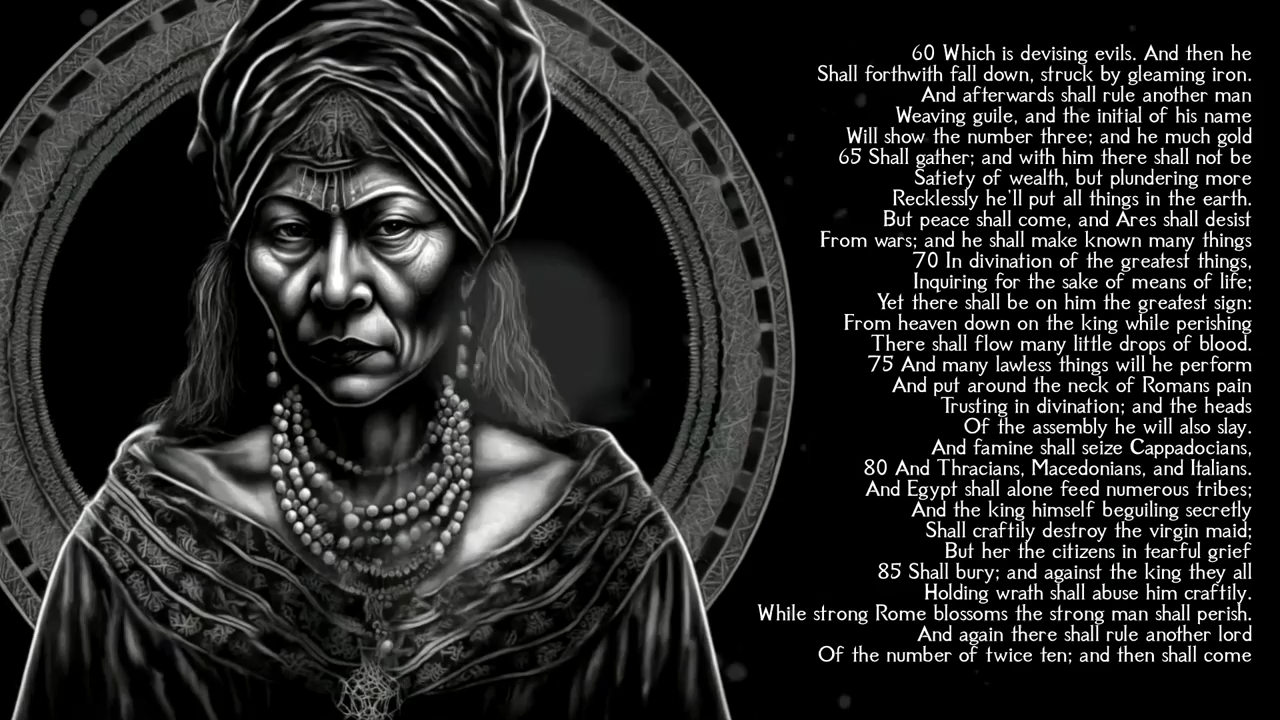 60 Which is devising evils. And then he
Shall forthwith fall down, struck by gleaming iron.
And afterwards shall rule another man
Weaving guile, and the initial of his name
Will show the number three; and he much gold
65 Shall gather; and with him there shall not be
Satiety of wealth, but plundering more
Recklessly he'll put all things in the earth.
But peace shall come, and Ares shall desist
From wars; and he shall make known many things
70 In divination of the greatest things,
Inquiring for the sake of means of life;
Yet there shall be on him the greatest sign:
From heaven down on the king while perishing
There shall flow many little drops of blood.
75 And many lawless things will he perform
And put around the neck of Romans pain
Trusting in divination; and the heads
Of the assembly he will also slay.
And famine shall seize Cappadocians,
80 And Thracians, Macedonians, and Italians.
And Egypt shall alone feed numerous tribes;
And the king himself beguiling secretly
Shall craftily destroy the virgin maid;
But her the citizens in tearful grief
85 Shall bury; and against the king they all
Holding wrath shall abuse him craftily.
While strong Rome blossoms the strong man shall perish.
And again there shall rule another lord
Of the number of twice ten; and then shall come